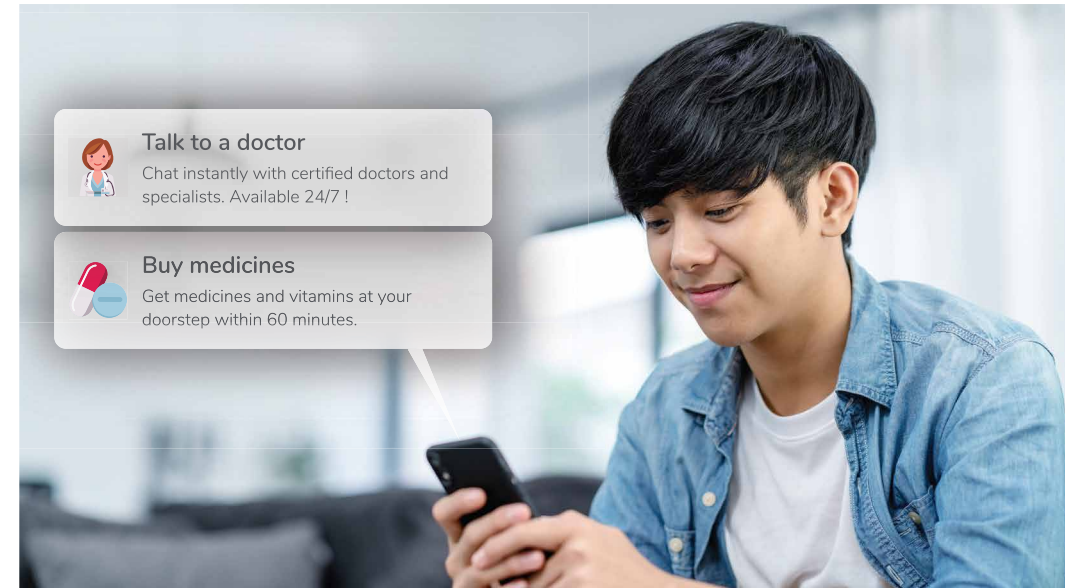 Talk to a doctor
Chat instantly with certified doctors and
specialists. Available 24/7 !
Buy medicines
Get medicines and vitamins at your
doorstep within 60 minutes.